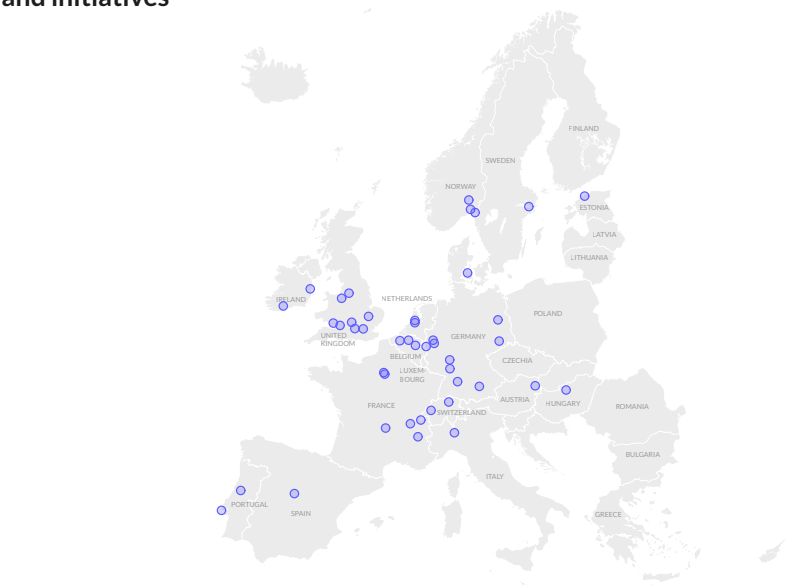 and initiatives
FINLAND
SWEDEN
NORWAY
ESTONIA
LATVIA
LITHUANIA
IRELAND
NETHERLANDS
POLAND
UNITED
KINGDOM
GERMANY
BELGIUM
CZECHIA
LUXEM-
BOURG
AUSTRIA
HUNGARY
FRANCE
SWITZERLAND
ROMANIA
BULGARIA
ITALY
PORTUGAL
SPAIN
GREECE